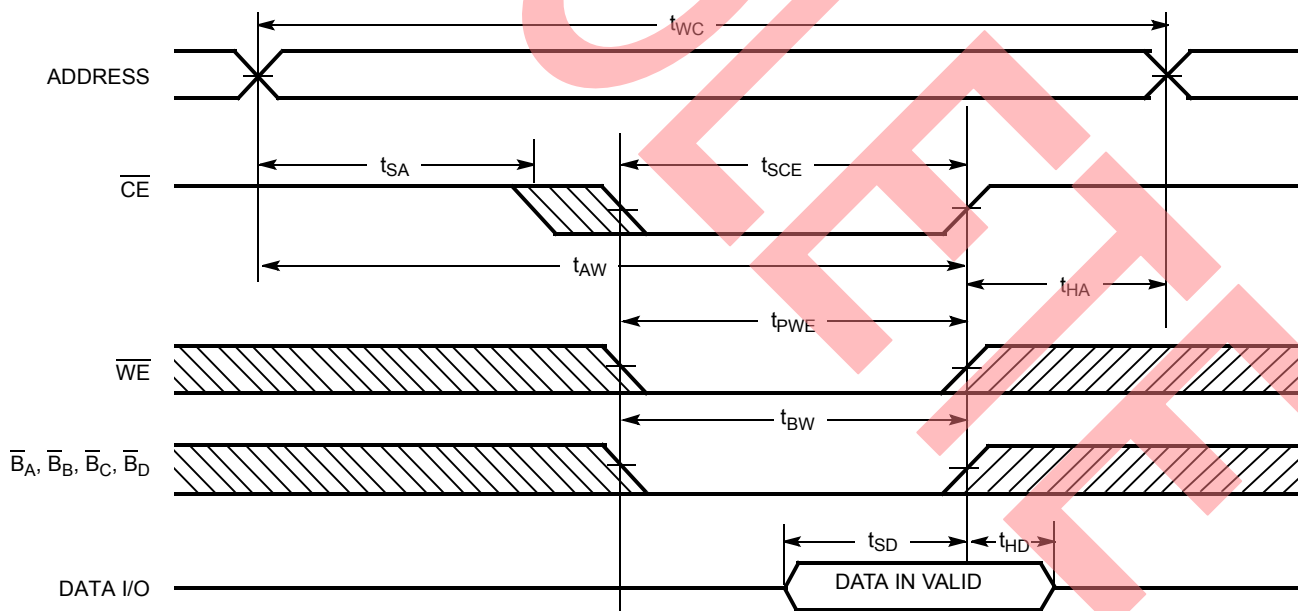 tWC
ADDRESS
tSA
tSCE
CE
tAW
tHA
tPWE
WE
tBW
BA, BB, BC, BD
tSD
tHD
DATA I/O
DATA IN VALID